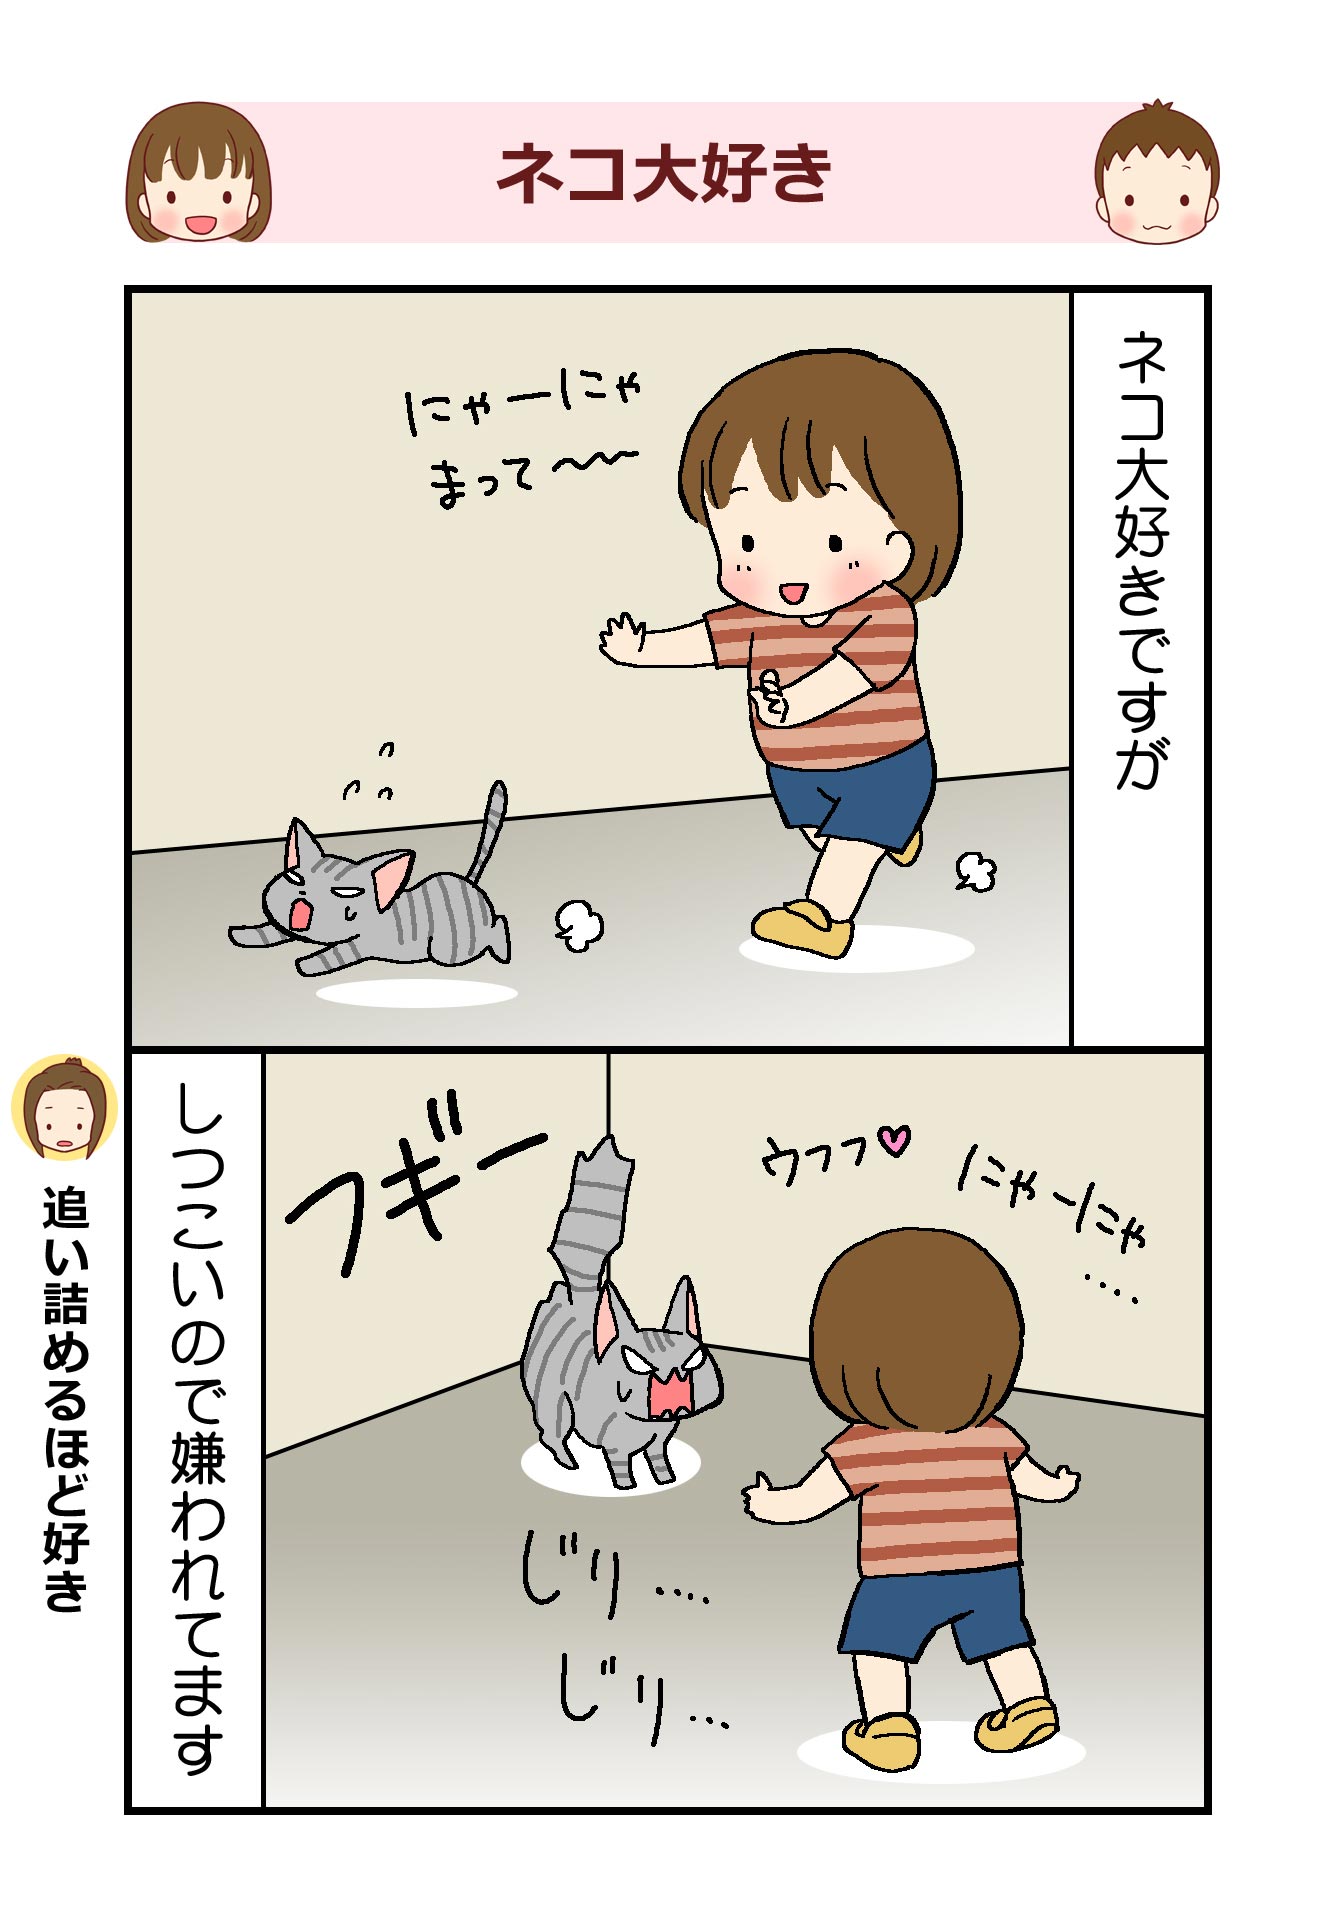 ネコ大好き
ネコ大好きですが
にゃーにゃ
まって〜〜
にゃーにゃ
....
ウフフ♥
フギー
じり....
じり...
しつこいので嫌われてます
追い詰めるほど好き